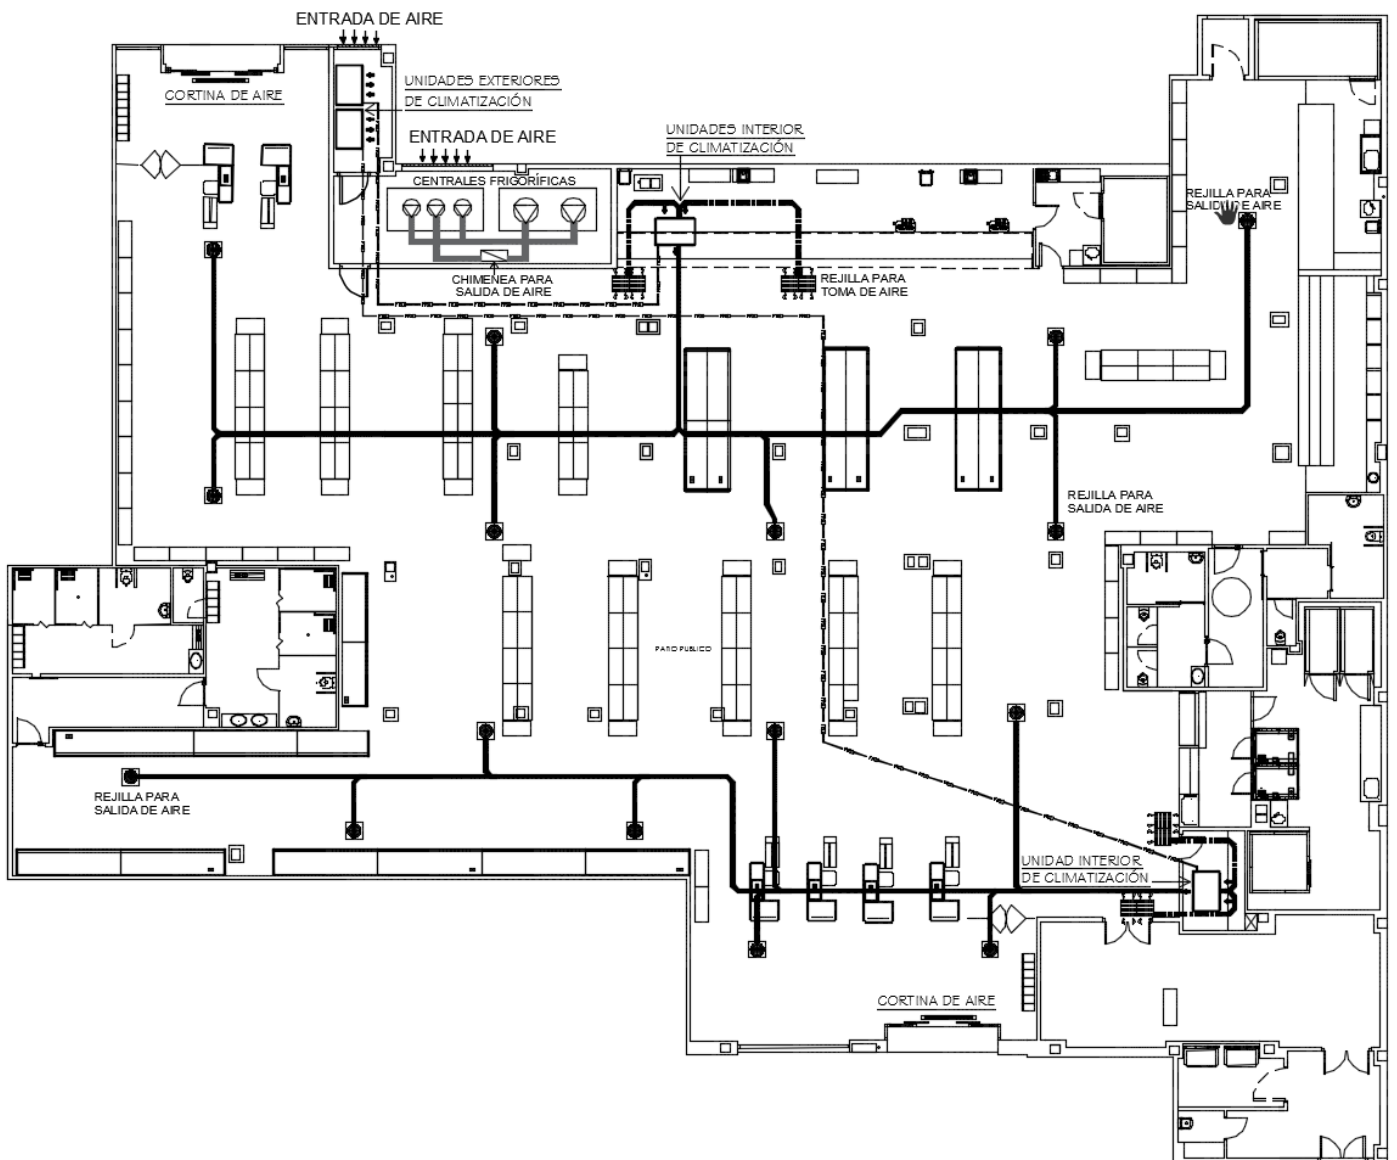 ENTRADA DE AIRE
UNIDADES EXTERIORES
DE CLIMATIZACIÓN
CORTINA DE AIRE
ENTRADA DE AIRE
UNIDADES INTERIOR
DE CLIMATIZACIÓN
CENTRALES FRIGORÍFICAS
REJILLA PARA
SALIDA DE AIRE
CHIMENEA PARA
SALIDA DE AIRE
REJILLA PARA
TOMA DE AIRE
REJILLA PARA
SALIDA DE AIRE
PATIO PUBLICO
REJILLA PARA
SALIDA DE AIRE
UNIDAD INTERIOR
DE CLIMATIZACIÓN
CORTINA DE AIRE